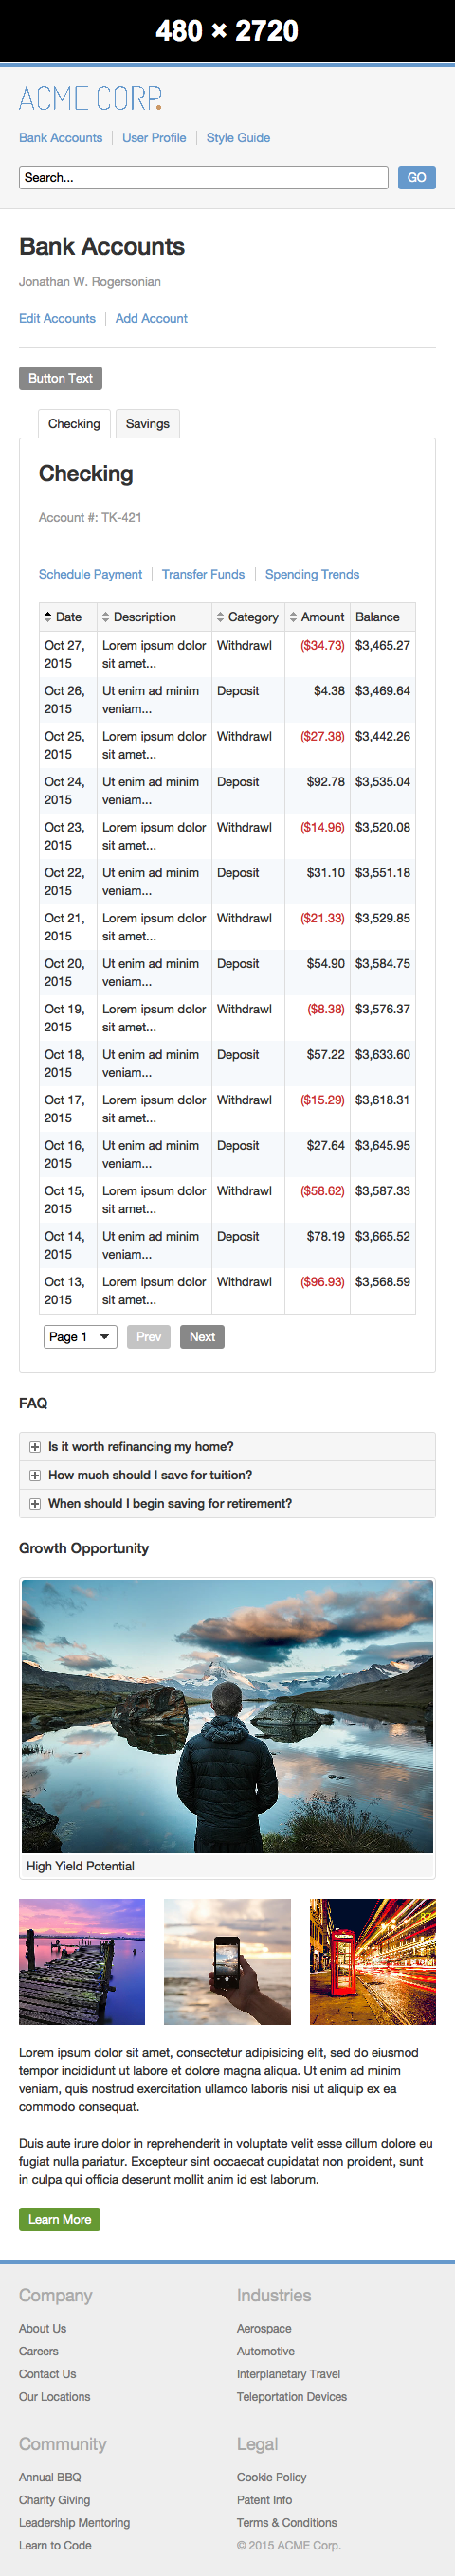 480 × 2720
ACME CORP.
Bank Accounts
User Profile
Style Guide
Search...
GO
Bank Accounts
Jonathan W. Rogersonian
Edit Accounts
Add Account
Button Text
Checking
Savings
Checking
Account #: TK-421
Schedule Payment
Transfer Funds
Spending Trends
Date Description Category Amount Balance
Oct 27, Lorem ipsum dolor Withdrawl ($34.73) $3,465.27
2015 sit amet...
Oct 26, Ut enim ad minim Deposit $4.38 $3,469.64
2015 veniam...
Oct 25, Lorem ipsum dolor Withdrawl ($27.38) $3,442.26
2015 sit amet...
Oct 24, Ut enim ad minim Deposit $92.78 $3,535.04
2015 veniam...
Oct 23, Lorem ipsum dolor Withdrawl ($14.96) $3,520.08
2015 sit amet...
Oct 22, Ut enim ad minim Deposit $31.10 $3,551.18
2015 veniam...
Oct 21, Lorem ipsum dolor Withdrawl ($21.33) $3,529.85
2015 sit amet...
Oct 20, Ut enim ad minim Deposit $54.90 $3,584.75
2015 veniam...
Oct 19, Lorem ipsum dolor Withdrawl ($8.38) $3,576.37
2015 sit amet...
Oct 18, Ut enim ad minim Deposit $57.22 $3,633.60
2015 veniam...
Oct 17, Lorem ipsum dolor Withdrawl ($15.29) $3,618.31
2015 sit amet...
Oct 16, Ut enim ad minim Deposit $27.64 $3,645.95
2015 veniam...
Oct 15, Lorem ipsum dolor Withdrawl ($58.62) $3,587.33
2015 sit amet...
Oct 14, Ut enim ad minim Deposit $78.19 $3,665.52
2015 veniam...
Oct 13, Lorem ipsum dolor Withdrawl ($96.93) $3,568.59
2015 sit amet...
Page 1
Prev
Next
FAQ
Is it worth refinancing my home?
How much should I save for tuition?
When should I begin saving for retirement?
Growth Opportunity
High Yield Potential
Lorem ipsum dolor sit amet, consectetur adipisicing elit, sed do eiusmod
tempor incididunt ut labore et dolore magna aliqua. Ut enim ad minim
veniam, quis nostrud exercitation ullamco laboris nisi ut aliquip ex ea
commodo consequat.
Duis aute irure dolor in reprehenderit in voluptate velit esse cillum dolore eu
fugiat nulla pariatur. Excepteur sint occaecat cupidatat non proident, sunt
in culpa qui officia deserunt mollit anim id est laborum.
Learn More
Company
About Us
Careers
Contact Us
Our Locations
Industries
Aerospace
Automotive
Interplanetary Travel
Teleportation Devices
Community
Annual BBQ
Charity Giving
Leadership Mentoring
Learn to Code
Legal
Cookie Policy
Patent Info
Terms & Conditions
© 2015 ACME Corp.